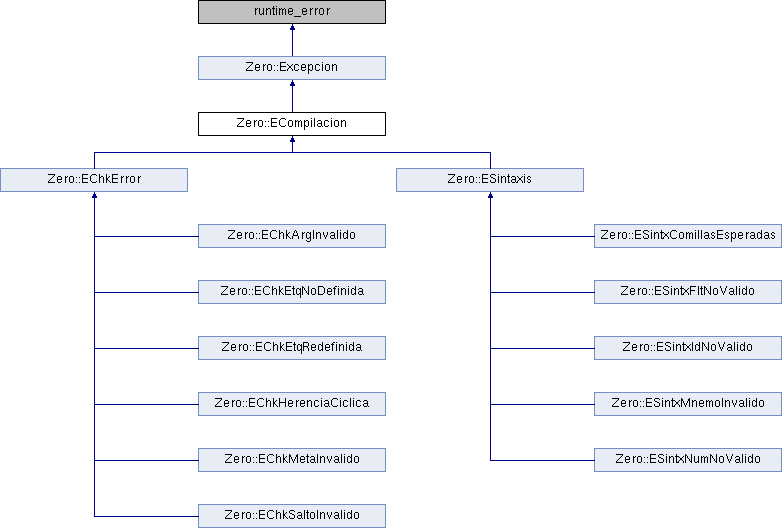 runtime_error
Zero::Excepcion
Zero::ECompilacion
Zero::EChkError
Zero::ESintaxis
Zero::EChkArgInvalido
Zero::ESintxComillasEsperadas
Zero::EChkEtqNoDefinida
Zero::ESintxFltNoValido
Zero::EChkEtqRedefinida
Zero::ESintxIdNoValido
Zero::EChkHerenciaCiclica
Zero::ESintxMnemoInvalido
Zero::EChkMetaInvalido
Zero::ESintxNumNoValido
Zero::EChkSaltoInvalido